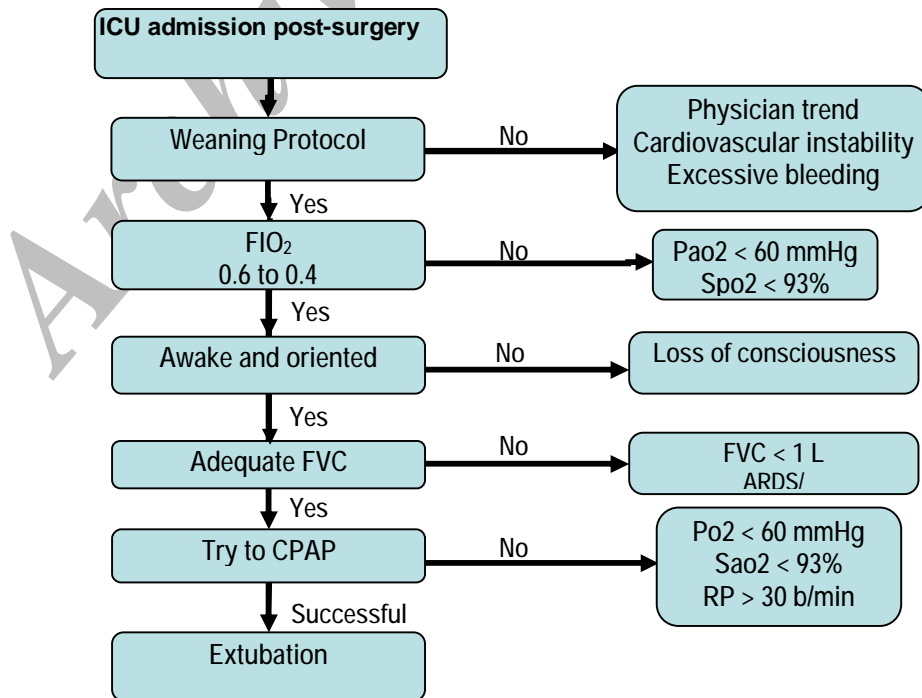 ICU admission post-surgery
Weaning Protocol
No
Physician trend
Cardiovascular instability
Excessive bleeding
Yes
FIO₂
0.6 to 0.4
No
Pao2 < 60 mmHg
Spo2 < 93%
Yes
Awake and oriented
No
Loss of consciousness
Yes
Adequate FVC
No
FVC < 1 L
ARDS/
Yes
Try to CPAP
No
Po2 < 60 mmHg
Sao2 < 93%
RP > 30 b/min
Successful
Extubation